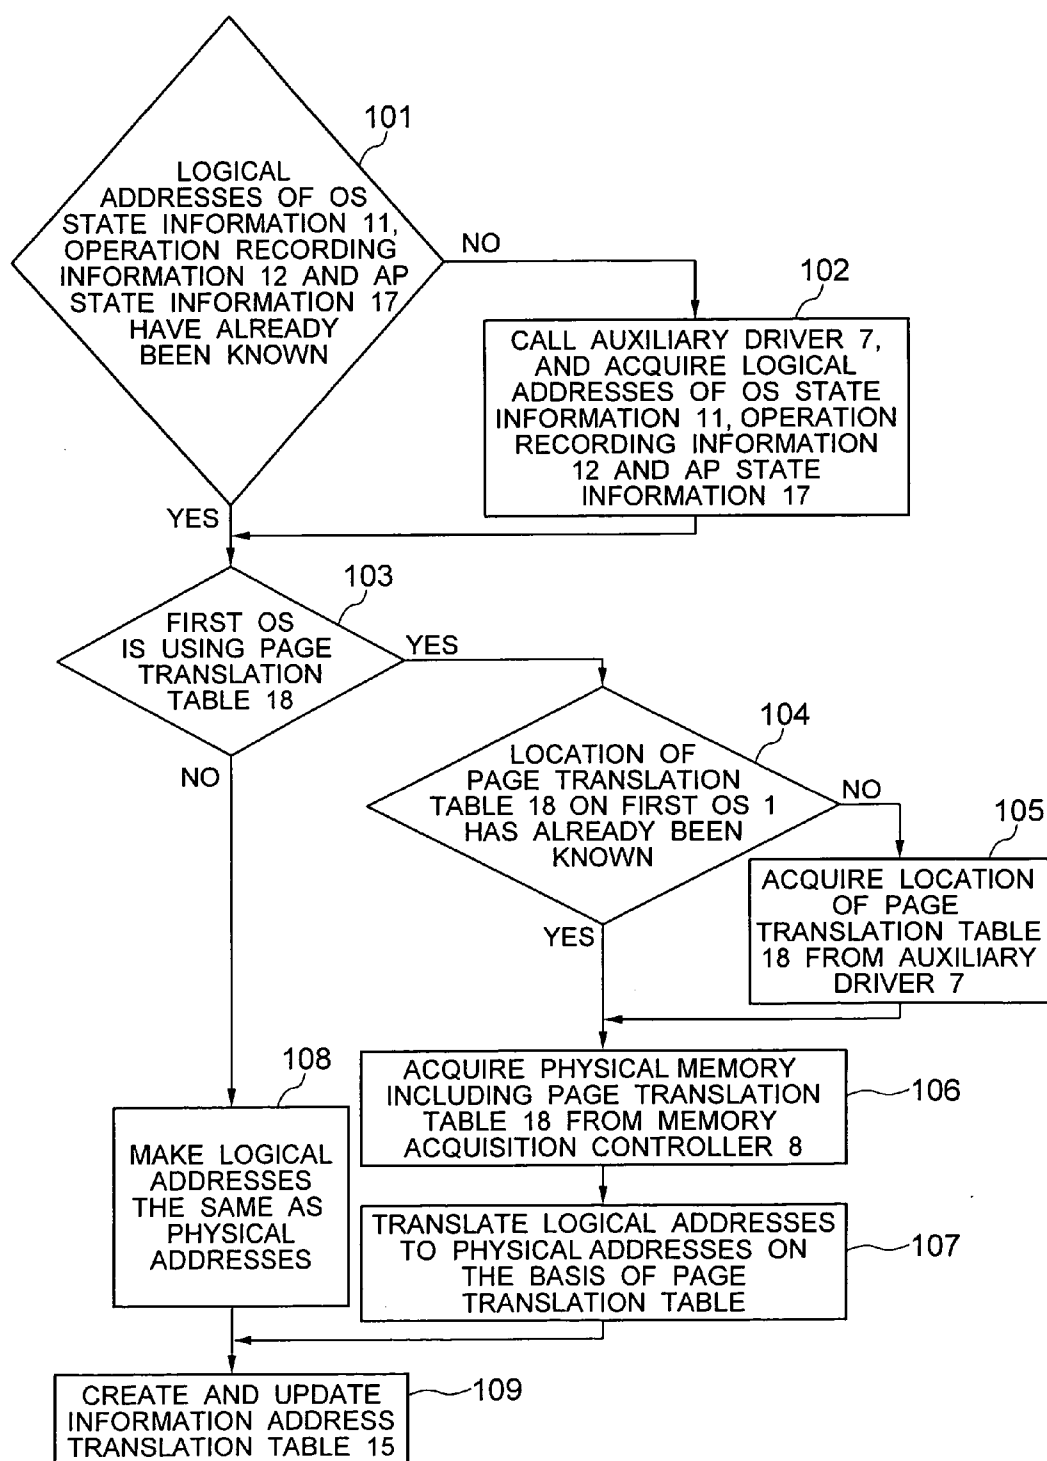 101
LOGICAL
ADDRESSES OF OS
STATE INFORMATION 11,
OPERATION RECORDING
INFORMATION 12 AND AP
STATE INFORMATION 17
HAVE ALREADY
BEEN KNOWN
NO
YES
102
CALL AUXILIARY DRIVER 7,
AND ACQUIRE LOGICAL
ADDRESSES OF OS STATE
INFORMATION 11, OPERATION
RECORDING INFORMATION
12 AND AP STATE
INFORMATION 17
103
FIRST OS
IS USING PAGE
TRANSLATION
TABLE 18
YES
NO
104
LOCATION OF
PAGE TRANSLATION
TABLE 18 ON FIRST OS 1
HAS ALREADY BEEN
KNOWN
NO
YES
105
ACQUIRE LOCATION
OF PAGE
TRANSLATION TABLE
18 FROM AUXILIARY
DRIVER 7
106
ACQUIRE PHYSICAL MEMORY
INCLUDING PAGE TRANSLATION
TABLE 18 FROM MEMORY
ACQUISITION CONTROLLER 8
107
TRANSLATE LOGICAL ADDRESSES
TO PHYSICAL ADDRESSES ON
THE BASIS OF PAGE
TRANSLATION TABLE
108
MAKE LOGICAL
ADDRESSES
THE SAME AS
PHYSICAL
ADDRESSES
109
CREATE AND UPDATE
INFORMATION ADDRESS
TRANSLATION TABLE 15